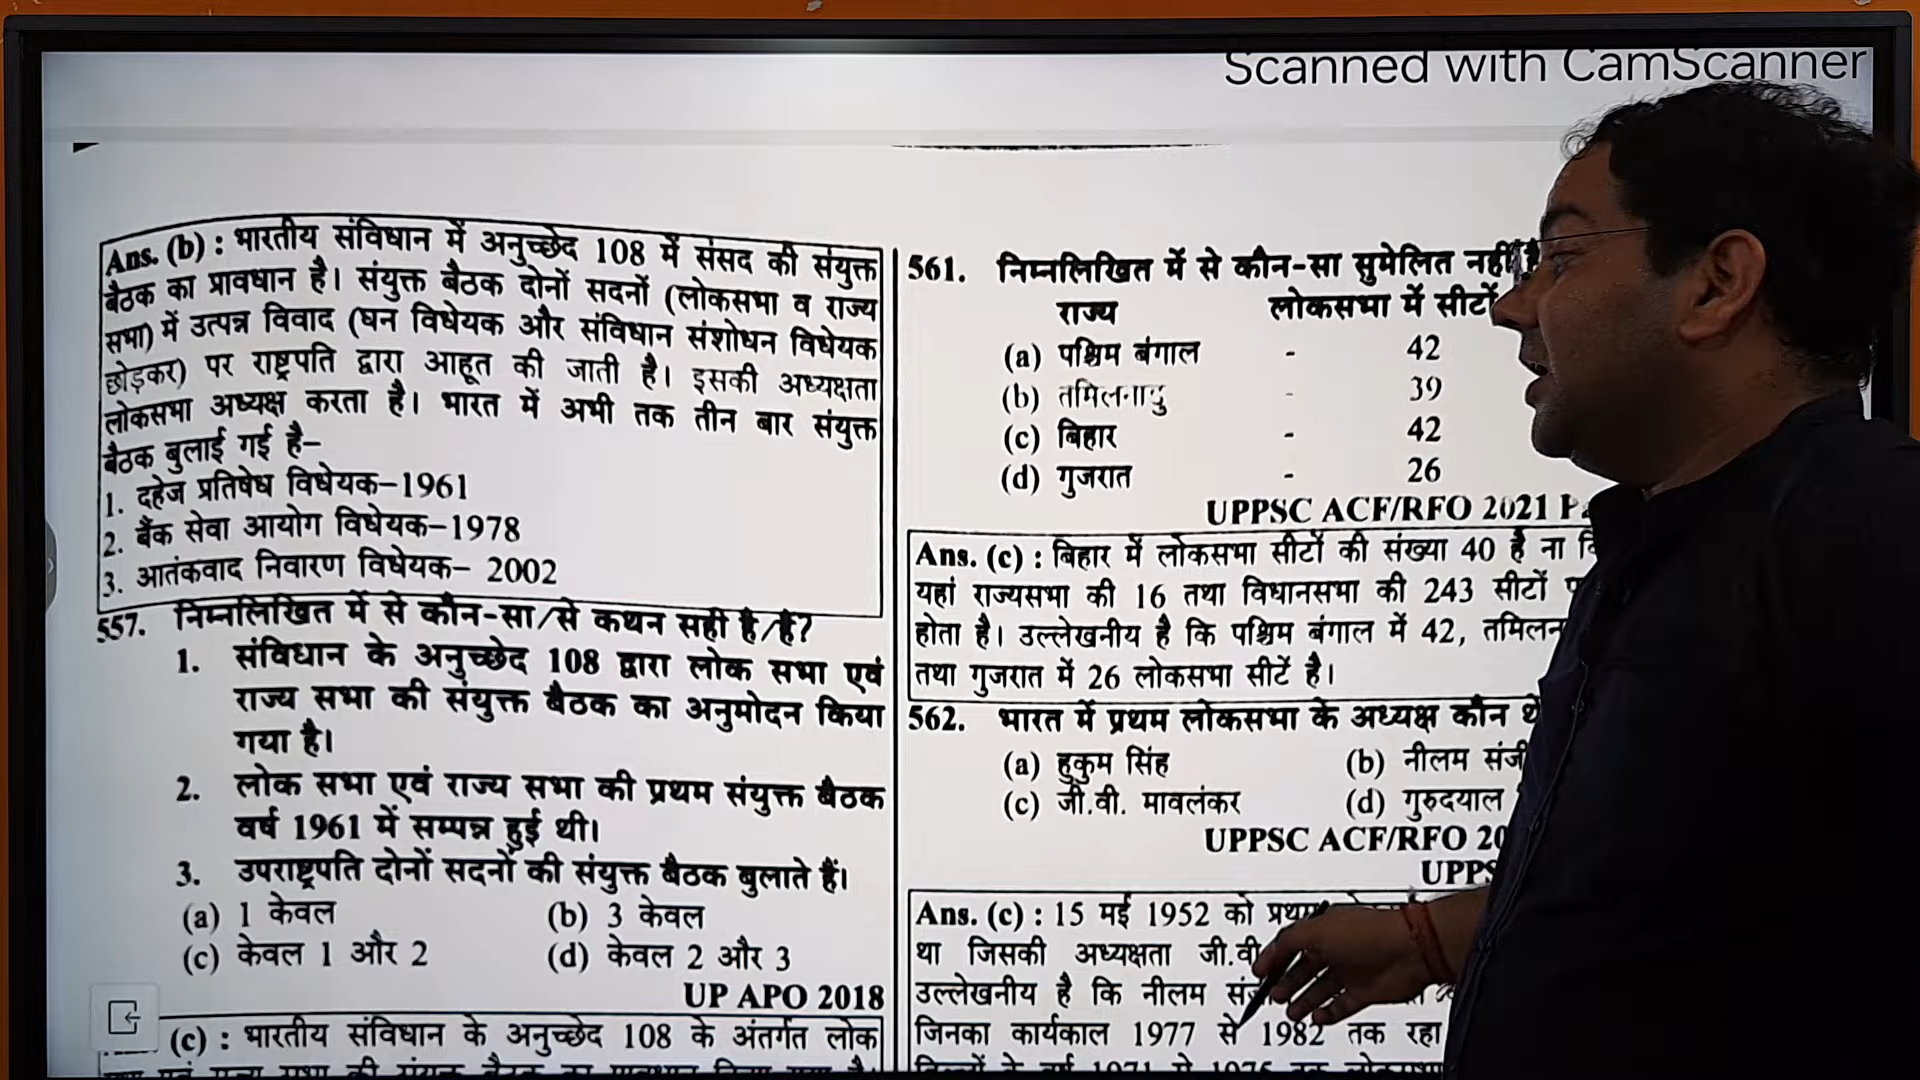 Scanned with CamScanner
Ans. (b) : भारतीय संविधान में अनुच्छेद 108 में संसद की संयुक्त
बैठक का प्रावधान है। संयुक्त बैठक दोनों सदनों (लोकसभा व राज्य
सभा) में उत्पन्न विवाद (धन विधेयक और संविधान संशोधन विधेयक
छोड़कर) पर राष्ट्रपति द्वारा आहूत की जाती है। इसकी अध्यक्षता
लोकसभा अध्यक्ष करता है। भारत में अभी तक तीन बार संयुक्त
बैठक बुलाई गई है–
1. दहेज प्रतिषेध विधेयक–1961
2. बैंक सेवा आयोग विधेयक–1978
3. आतंकवाद निवारण विधेयक– 2002
557. निम्नलिखित में से कौन-सा/से कथन सही है/हैं?
1. संविधान के अनुच्छेद 108 द्वारा लोक सभा एवं
राज्य सभा की संयुक्त बैठक का अनुमोदन किया
गया है।
2. लोक सभा एवं राज्य सभा की प्रथम संयुक्त बैठक
वर्ष 1961 में सम्पन्न हुई थी।
3. उपराष्ट्रपति दोनों सदनों की संयुक्त बैठक बुलाते हैं।
(a) 1 केवल (b) 3 केवल
(c) केवल 1 और 2 (d) केवल 2 और 3
UP APO 2018
(c) : भारतीय संविधान के अनुच्छेद 108 के अंतर्गत लोक
561. निम्नलिखित में से कौन-सा सुमेलित नहीं
राज्य लोकसभा में सीटों
(a) पश्चिम बंगाल - 42
(b) तमिलनाडु - 39
(c) बिहार - 42
(d) गुजरात - 26
UPPSC ACF/RFO 2021
Ans. (c) : बिहार में लोकसभा सीटों की संख्या 40 है ना
यहां राज्यसभा की 16 तथा विधानसभा की 243 सीटों
होता है। उल्लेखनीय है कि पश्चिम बंगाल में 42,
तथा गुजरात में 26 लोकसभा सीटें है।
562. भारत में प्रथम लोकसभा के अध्यक्ष कौन
(a) हुकुम सिंह (b) नीलम
(c) जी.वी. मावलंकर (d) गुरुदयाल
UPPSC ACF/RFO
Ans. (c) : 15 मई 1952 को
था जिसकी अध्यक्षता
उल्लेखनीय है कि नीलम
जिनका कार्यकाल 1977 से 1982 तक रहा